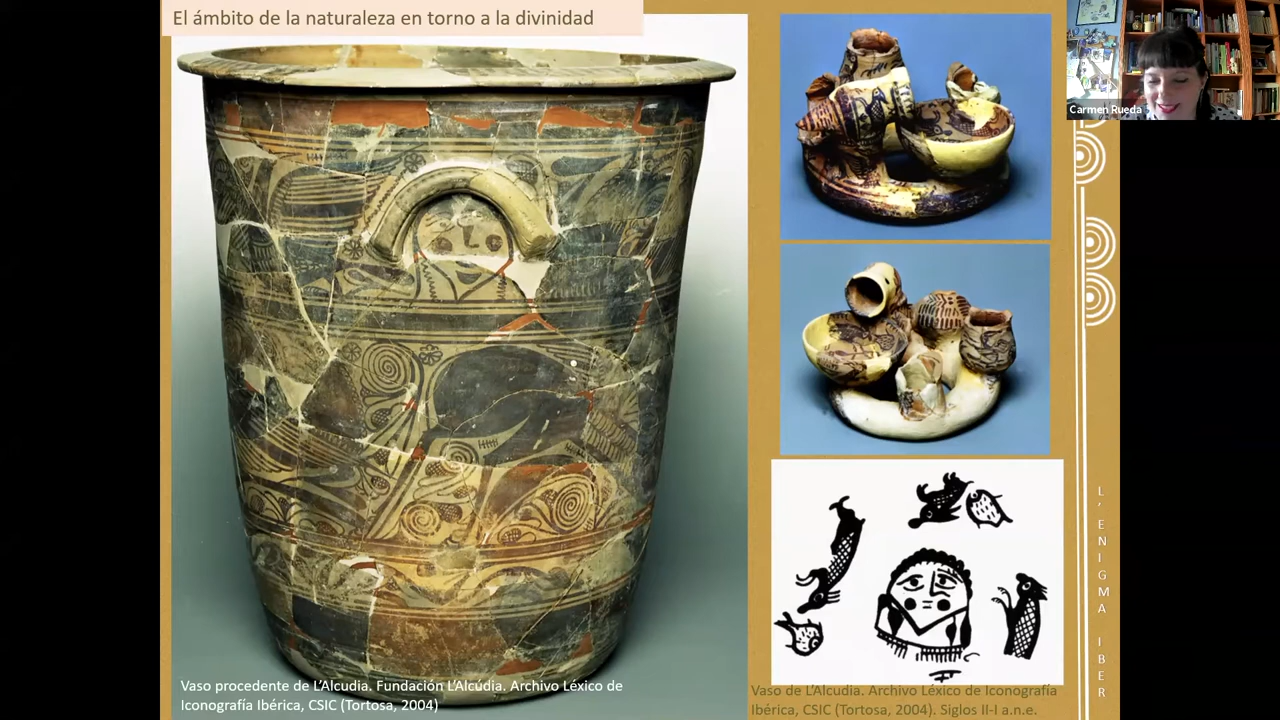 El ámbito de la naturaleza en torno a la divinidad
Carmen Rueda
Vaso procedente de L'Alcudia. Fundación L'Alcúdia. Archivo Léxico de
Iconografía Ibérica, CSIC (Tortosa, 2004)
Vaso de L'Alcudia. Archivo Léxico de Iconografía
Ibérica, CSIC (Tortosa, 2004). Siglos II-I a.n.e.
L'ENIGMA IBER